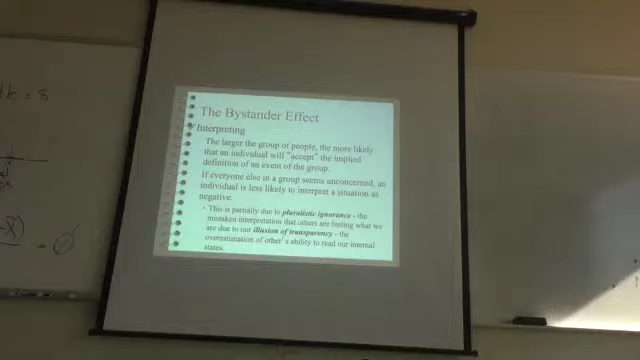 k = 8
The Bystander Effect
Interpreting
The larger the group of people, the more likely
that an individual will "accept" the implied
definition of an event of the group.
If everyone else in a group seems unconcerned, an
individual is less likely to interpret a situation as
negative.
• This is partially due to pluralistic ignorance - the
mistaken interpretation that others are feeling what we
are due to our illusion of transparency - the
overestimation of other's ability to read our internal
states.